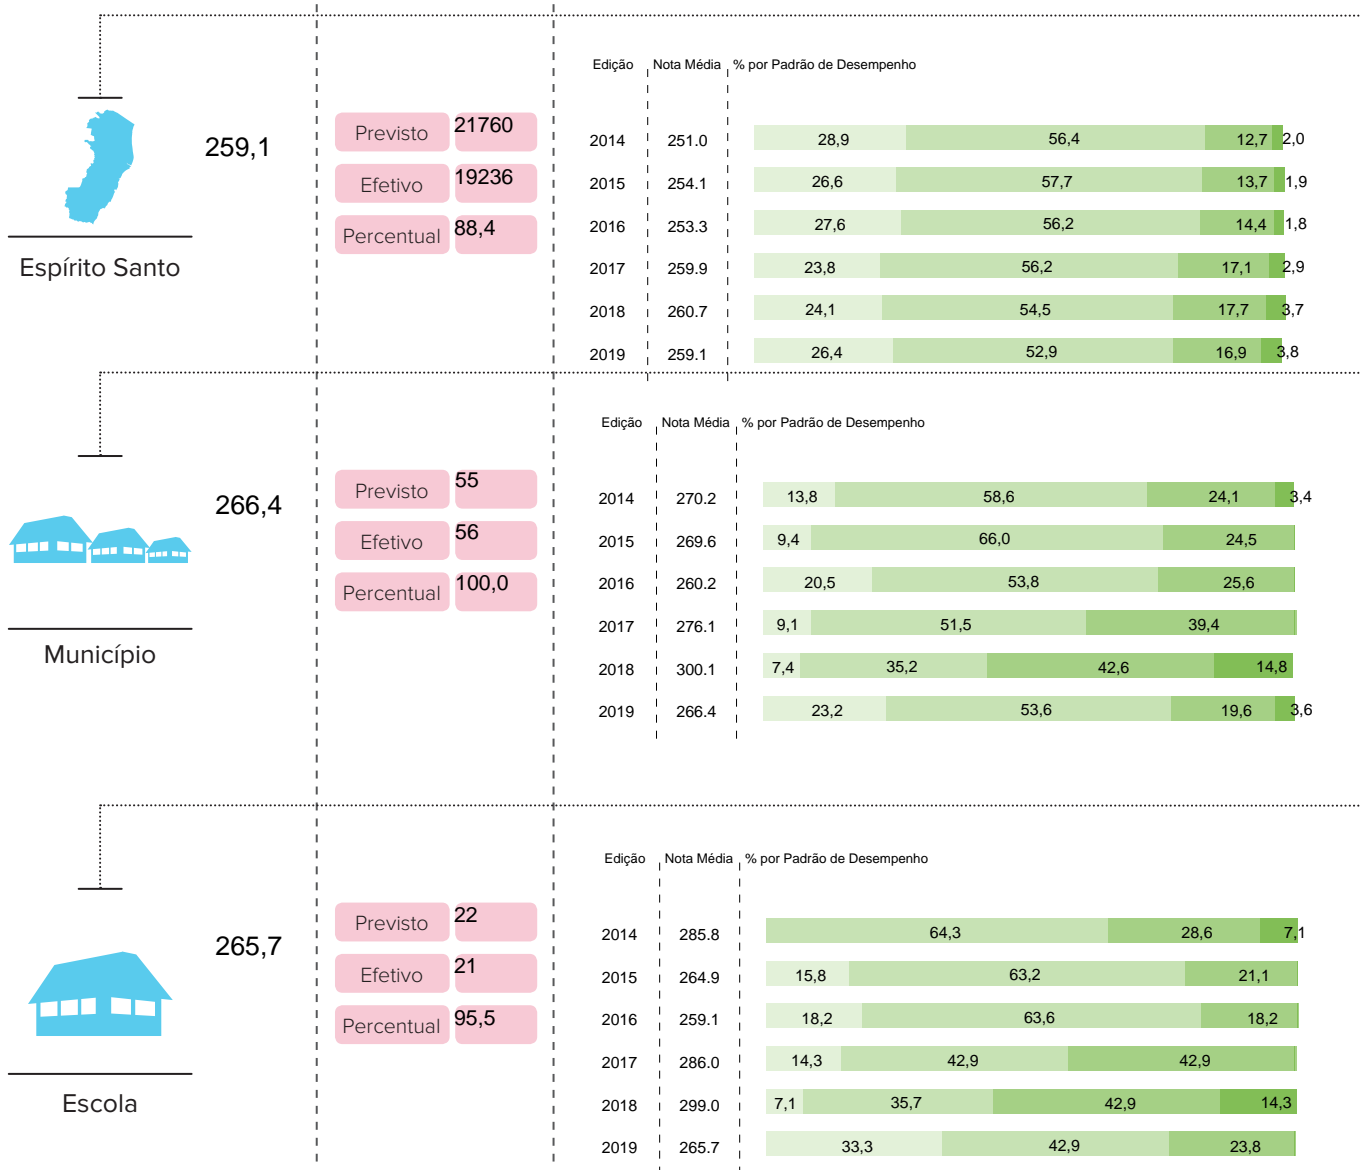 Edição Nota Média % por Padrão de Desempenho
259,1
Espírito Santo
Previsto 21760
Efetivo 19236
Percentual 88,4
2014 251.0 28,9 56,4 12,7 2,0
2015 254.1 26,6 57,7 13,7 1,9
2016 253.3 27,6 56,2 14,4 1,8
2017 259.9 23,8 56,2 17,1 2,9
2018 260.7 24,1 54,5 17,7 3,7
2019 259.1 26,4 52,9 16,9 3,8
Edição Nota Média % por Padrão de Desempenho
266,4
Município
Previsto 55
Efetivo 56
Percentual 100,0
2014 270.2 13,8 58,6 24,1 3,4
2015 269.6 9,4 66,0 24,5
2016 260.2 20,5 53,8 25,6
2017 276.1 9,1 51,5 39,4
2018 300.1 7,4 35,2 42,6 14,8
2019 266.4 23,2 53,6 19,6 3,6
Edição Nota Média % por Padrão de Desempenho
265,7
Escola
Previsto 22
Efetivo 21
Percentual 95,5
2014 285.8 64,3 28,6 7,1
2015 264.9 15,8 63,2 21,1
2016 259.1 18,2 63,6 18,2
2017 286.0 14,3 42,9 42,9
2018 299.0 7,1 35,7 42,9 14,3
2019 265.7 33,3 42,9 23,8